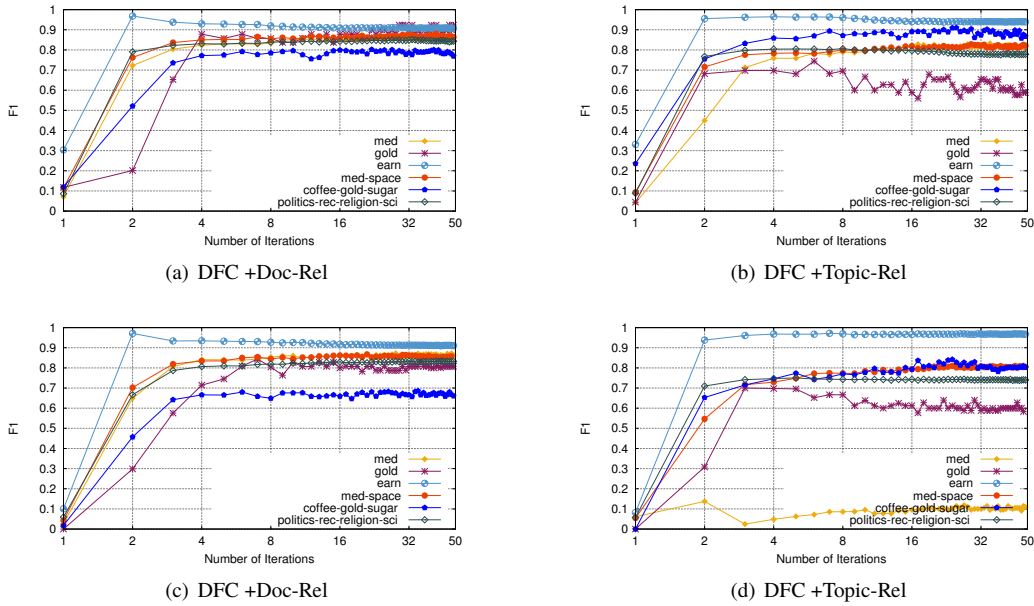 1
0.9
0.8
0.7
0.6
0.5
0.4
0.3
0.2
0.1
0
F1
med
gold
earn
med-space
coffee-gold-sugar
politics-rec-religion-sci
1 2 4 8 16 32 50
Number of Iterations
(a) DFC +Doc-Rel
1
0.9
0.8
0.7
0.6
0.5
0.4
0.3
0.2
0.1
0
F1
med
gold
earn
med-space
coffee-gold-sugar
politics-rec-religion-sci
1 2 4 8 16 32 50
Number of Iterations
(b) DFC +Topic-Rel
1
0.9
0.8
0.7
0.6
0.5
0.4
0.3
0.2
0.1
0
F1
med
gold
earn
med-space
coffee-gold-sugar
politics-rec-religion-sci
1 2 4 8 16 32 50
Number of Iterations
(c) DFC +Doc-Rel
1
0.9
0.8
0.7
0.6
0.5
0.4
0.3
0.2
0.1
0
F1
med
gold
earn
med-space
coffee-gold-sugar
politics-rec-religion-sci
1 2 4 8 16 32 50
Number of Iterations
(d) DFC +Topic-Rel